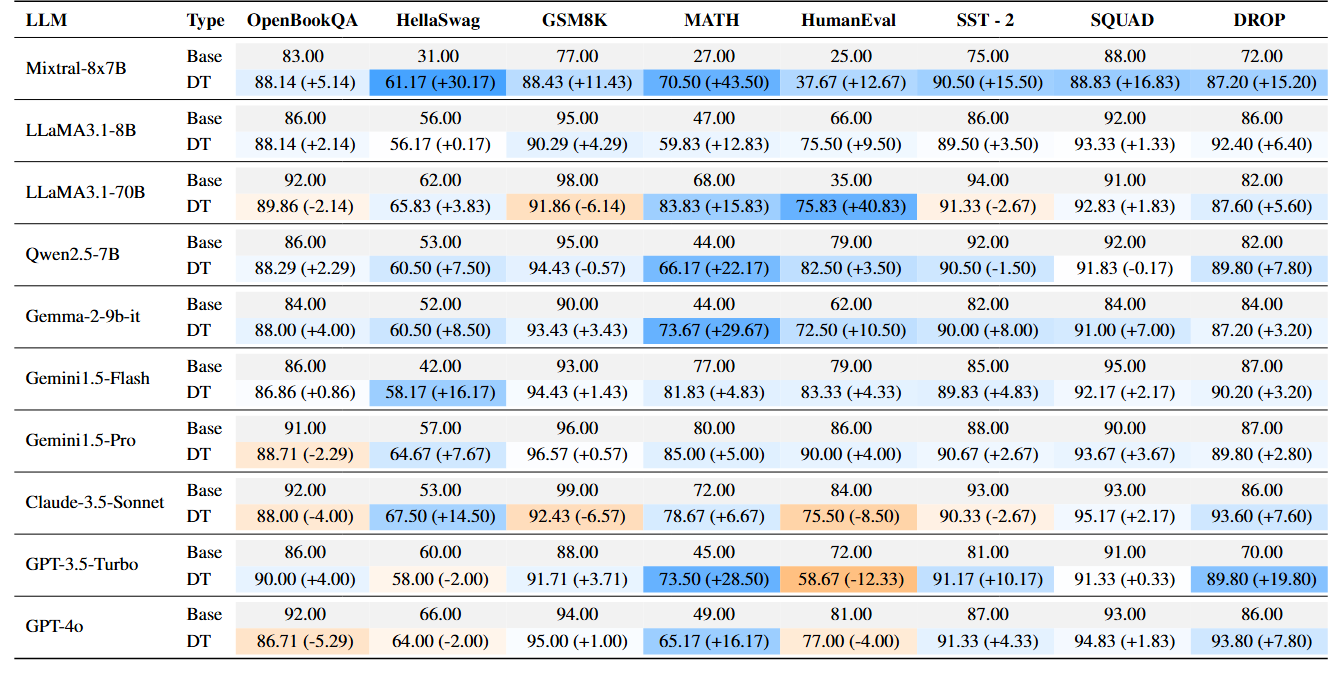 LLM Type OpenBookQA HellaSwag GSM8K MATH HumanEval SST - 2 SQUAD DROP
Mixtral-8x7B
Base 83.00 31.00 77.00 27.00 25.00 75.00 88.00 72.00
DT 88.14 (+5.14) 61.17 (+30.17) 88.43 (+11.43) 70.50 (+43.50) 37.67 (+12.67) 90.50 (+15.50) 88.83 (+16.83) 87.20 (+15.20)
LLaMA3.1-8B
Base 86.00 56.00 95.00 47.00 66.00 86.00 92.00 86.00
DT 88.14 (+2.14) 56.17 (+0.17) 90.29 (+4.29) 59.83 (+12.83) 75.50 (+9.50) 89.50 (+3.50) 93.33 (+1.33) 92.40 (+6.40)
LLaMA3.1-70B
Base 92.00 62.00 98.00 68.00 35.00 94.00 91.00 82.00
DT 89.86 (-2.14) 65.83 (+3.83) 91.86 (-6.14) 83.83 (+15.83) 75.83 (+40.83) 91.33 (-2.67) 92.83 (+1.83) 87.60 (+5.60)
Qwen2.5-7B
Base 86.00 53.00 95.00 44.00 79.00 92.00 92.00 82.00
DT 88.29 (+2.29) 60.50 (+7.50) 94.43 (-0.57) 66.17 (+22.17) 82.50 (+3.50) 90.50 (-1.50) 91.83 (-0.17) 89.80 (+7.80)
Gemma-2-9b-it
Base 84.00 52.00 90.00 44.00 62.00 82.00 84.00 84.00
DT 88.00 (+4.00) 60.50 (+8.50) 93.43 (+3.43) 73.67 (+29.67) 72.50 (+10.50) 90.00 (+8.00) 91.00 (+7.00) 87.20 (+3.20)
Gemini1.5-Flash
Base 86.00 42.00 93.00 77.00 79.00 85.00 95.00 87.00
DT 86.86 (+0.86) 58.17 (+16.17) 94.43 (+1.43) 81.83 (+4.83) 83.33 (+4.33) 89.83 (+4.83) 92.17 (+2.17) 90.20 (+3.20)
Gemini1.5-Pro
Base 91.00 57.00 96.00 80.00 86.00 88.00 90.00 87.00
DT 88.71 (-2.29) 64.67 (+7.67) 96.57 (+0.57) 85.00 (+5.00) 90.00 (+4.00) 90.67 (+2.67) 93.67 (+3.67) 89.80 (+2.80)
Claude-3.5-Sonnet
Base 92.00 53.00 99.00 72.00 84.00 93.00 93.00 86.00
DT 88.00 (-4.00) 67.50 (+14.50) 92.43 (-6.57) 78.67 (+6.67) 75.50 (-8.50) 90.33 (-2.67) 95.17 (+2.17) 93.60 (+7.60)
GPT-3.5-Turbo
Base 86.00 60.00 88.00 45.00 72.00 81.00 91.00 70.00
DT 90.00 (+4.00) 58.00 (-2.00) 91.71 (+3.71) 73.50 (+28.50) 58.67 (-12.33) 91.17 (+10.17) 91.33 (+0.33) 89.80 (+19.80)
GPT-4o
Base 92.00 66.00 94.00 49.00 81.00 87.00 93.00 86.00
DT 86.71 (-5.29) 64.00 (-2.00) 95.00 (+1.00) 65.17 (+16.17) 77.00 (-4.00) 91.33 (+4.33) 94.83 (+1.83) 93.80 (+7.80)